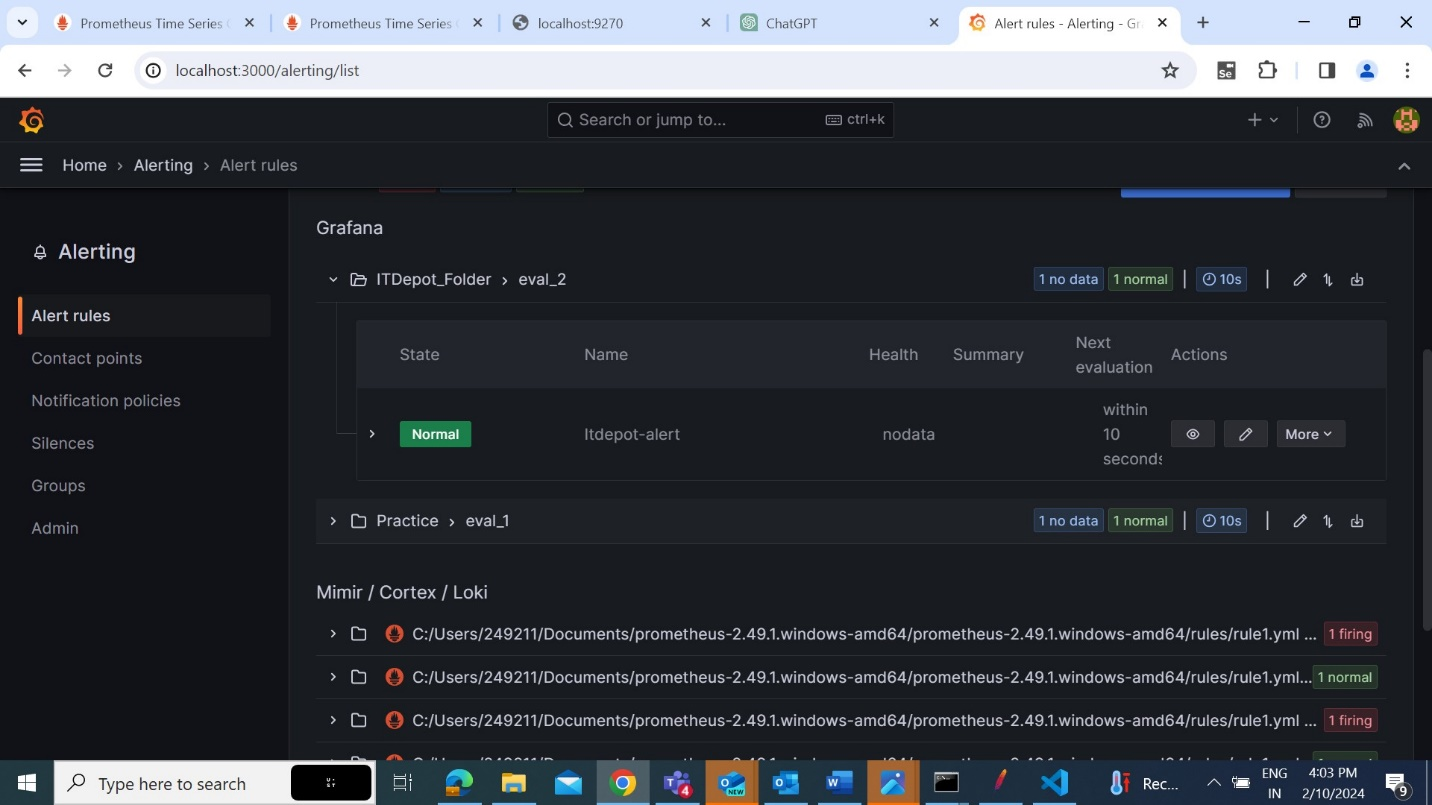 Prometheus Time Series
Prometheus Time Series
localhost:9270
ChatGPT
Alert rules - Alerting - Gr
localhost:3000/alerting/list
Se
Search or jump to...
ctrl+k
Home › Alerting › Alert rules
Alerting
Alert rules
Contact points
Notification policies
Silences
Groups
Admin
Grafana
ITDepot_Folder › eval_2 1 no data 1 normal | 10s |
State Name Health Summary Next evaluation Actions
Normal Itdepot-alert nodata within 10 seconds More
Practice › eval_1 1 no data 1 normal | 10s |
Mimir / Cortex / Loki
C:/Users/249211/Documents/prometheus-2.49.1.windows-amd64/prometheus-2.49.1.windows-amd64/rules/rule1.yml ... 1 firing
C:/Users/249211/Documents/prometheus-2.49.1.windows-amd64/prometheus-2.49.1.windows-amd64/rules/rule1.yml... 1 normal
C:/Users/249211/Documents/prometheus-2.49.1.windows-amd64/prometheus-2.49.1.windows-amd64/rules/rule1.yml ... 1 firing
Type here to search
4
NEW
Rec...
ENG
IN
4:03 PM
2/10/2024
9